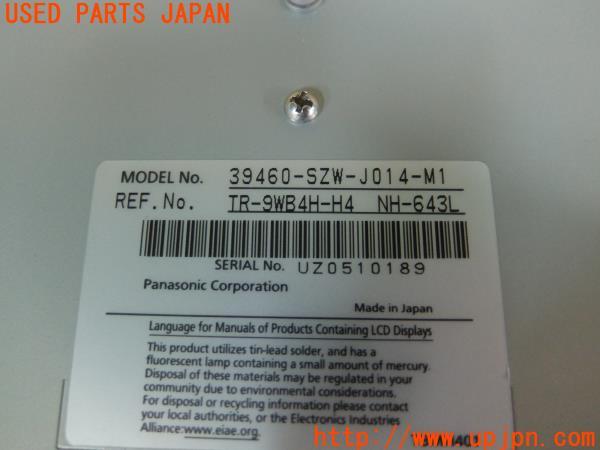 USED PARTS JAPAN
MODEL No. 39460-SZW-J014-M1
REF.No. TR-9WB4H-H4 NH-643L
SERIAL No. UZ0510189
Panasonic Corporation
Made in Japan
Language for Manuals of Products Containing LCD Displays
This product utilizes tin-lead solder, and has a
fluorescent lamp containing a small amount of mercury.
Disposal of these materials may be regulated in your
community due to environmental considerations.
For disposal or recycling information please contact
your local authorities, or the Electronics Industries
Alliance:www.eiae.org.
www.upjpn.com